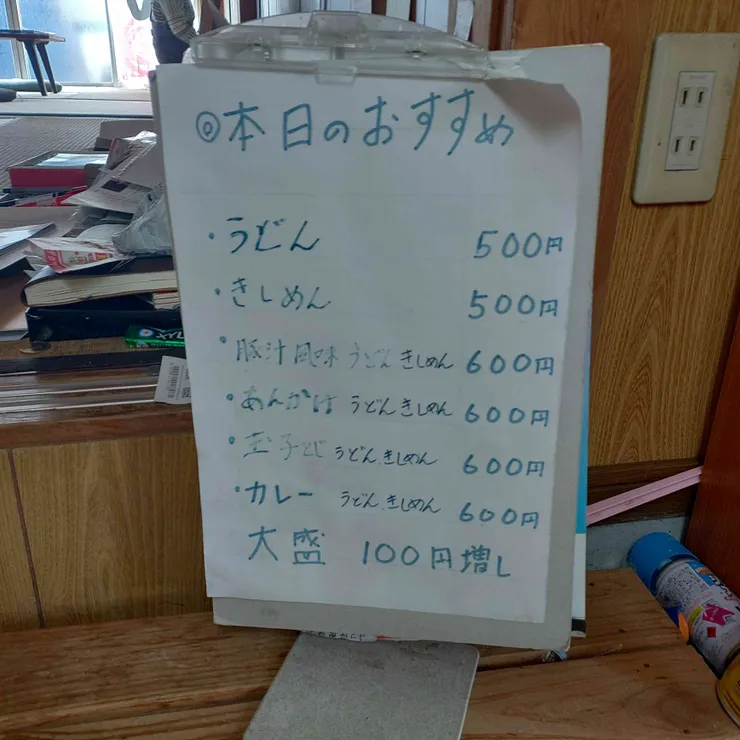 ◎本日のおすすめ
・うどん 500円
・きしめん 500円
・豚汁風味 うどん きしめん 600円
・あんかけ うどん.きしめん 600円
・玉子とじ うどん.きしめん 600円
・カレー うどん.きしめん 600円
大盛 100円増し
XYL